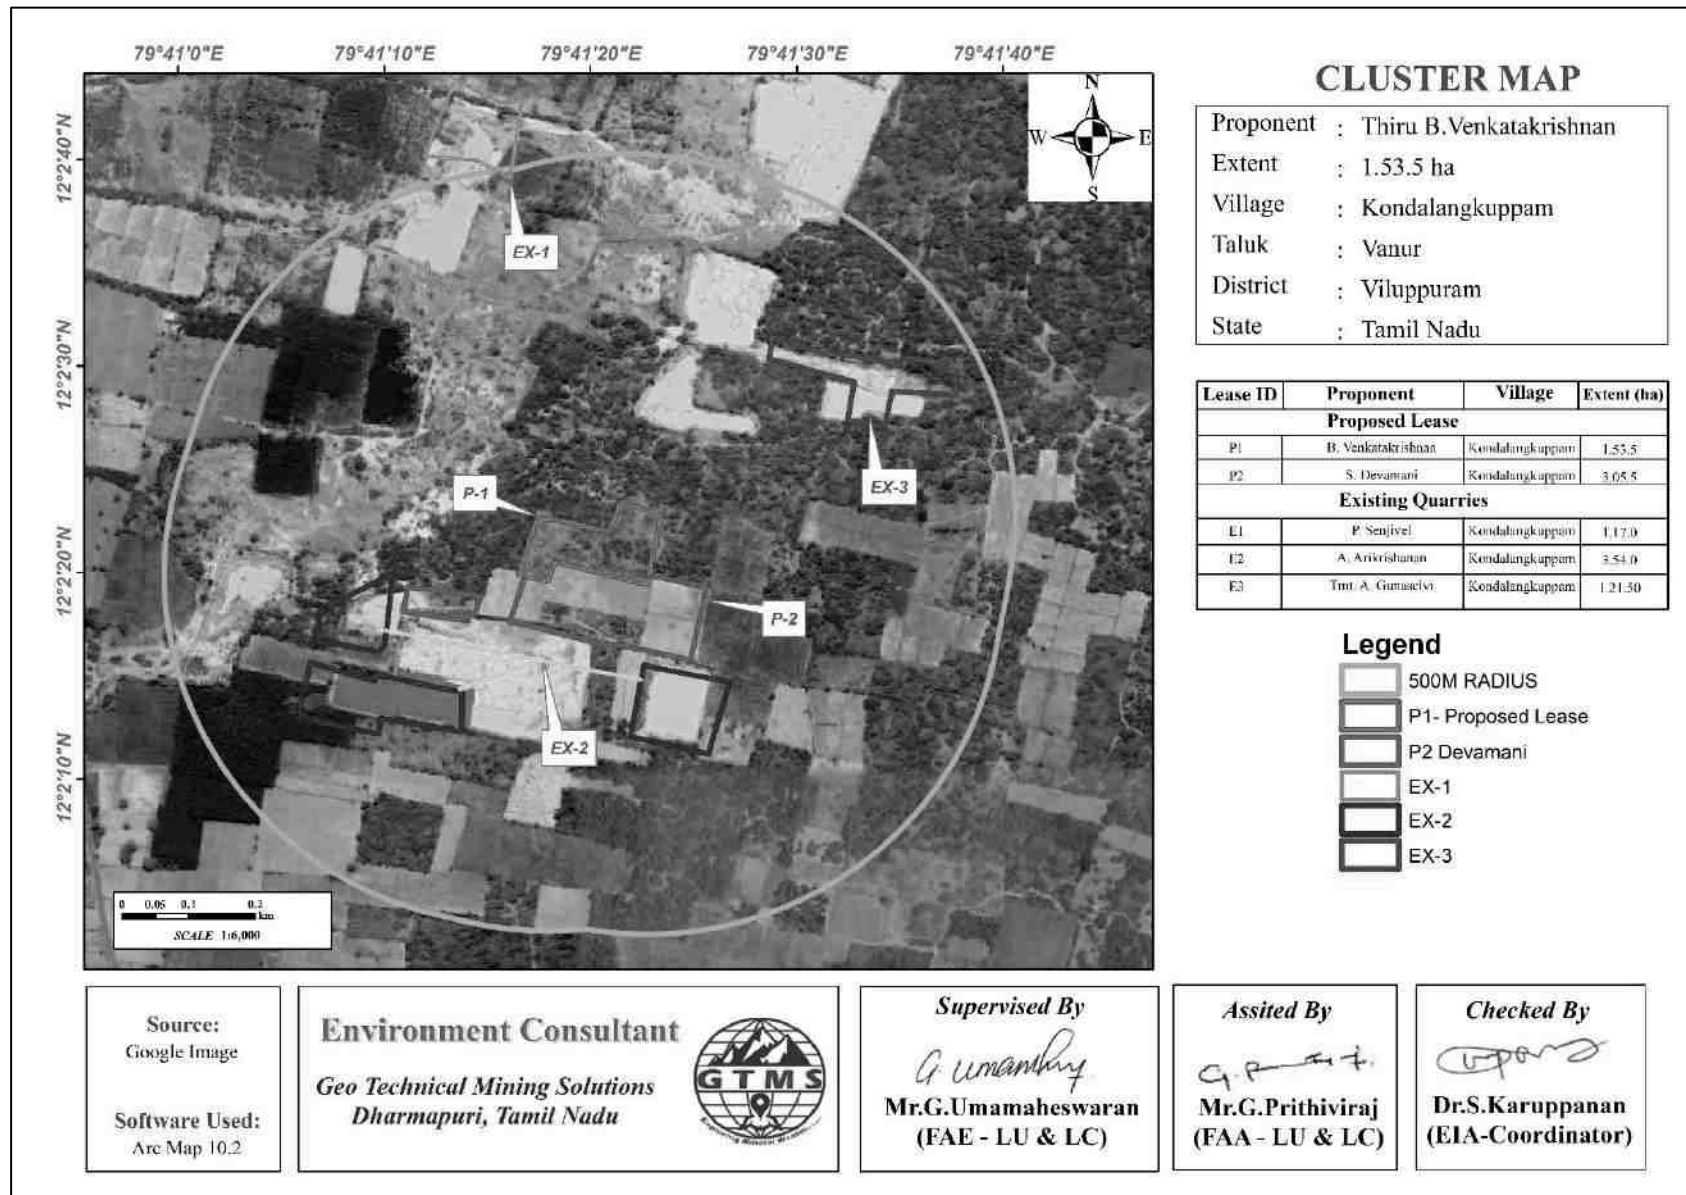 79°41'0"E 79°41'10"E 79°41'20"E 79°41'30"E 79°41'40"E
12°2'40"N
12°2'30"N
12°2'20"N
12°2'10"N
N
W E
S
EX-1
EX-3
P-1
P-2
EX-2
0 0.05 0.1 0.2
km
SCALE 1:6,000
CLUSTER MAP
Proponent : Thiru B.Venkatakrishnan
Extent : 1.53.5 ha
Village : Kondalangkuppam
Taluk : Vanur
District : Viluppuram
State : Tamil Nadu
Lease ID Proponent Village Extent (ha)
Proposed Lease
P1 B. Venkatakrishnan Kondalangkuppam 1.53.5
P2 S. Devamani Kondalangkuppam 3.05.5
Existing Quarries
E1 P. Senjivel Kondalangkuppam 1.17.0
E2 A. Arikrishanan Kondalangkuppam 3.54.0
E3 Tmt. A. Gunaselvi Kondalangkuppam 1.21.50
Legend
500M RADIUS
P1- Proposed Lease
P2 Devamani
EX-1
EX-2
EX-3
Source:
Google Image
Software Used:
Arc Map 10.2
Environment Consultant
Geo Technical Mining Solutions
Dharmapuri, Tamil Nadu
GTMS
Supervised By
Mr.G.Umamaheswaran
(FAE - LU & LC)
Assited By
Mr.G.Prithiviraj
(FAA - LU & LC)
Checked By
Dr.S.Karuppanan
(EIA-Coordinator)